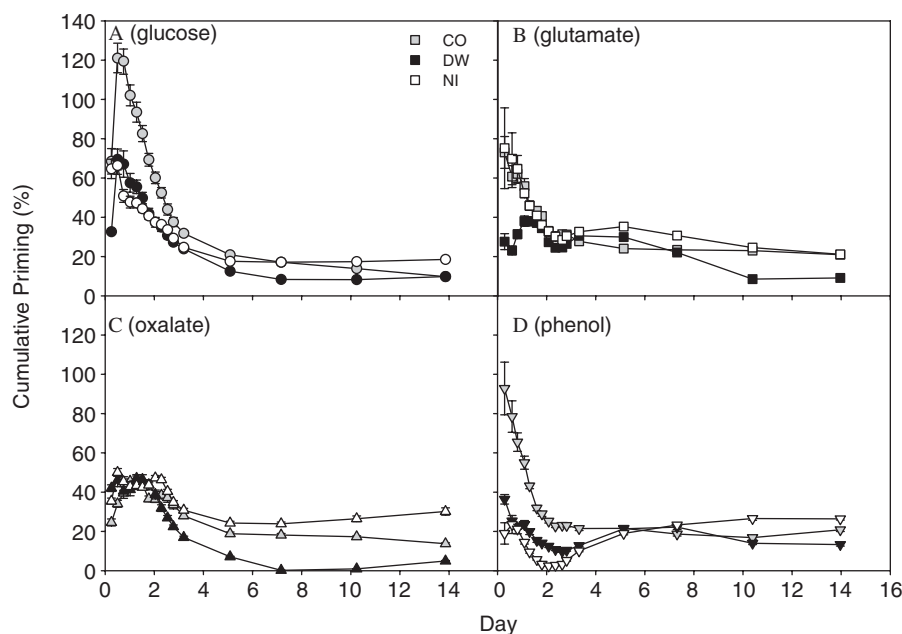 Cumulative Priming (%)
140
120
100
80
60
40
20
0
A (glucose)
CO
DW
NI
B (glutamate)
120
100
80
60
40
20
0
C (oxalate)
D (phenol)
0 2 4 6 8 10 12 14 0 2 4 6 8 10 12 14 16
Day